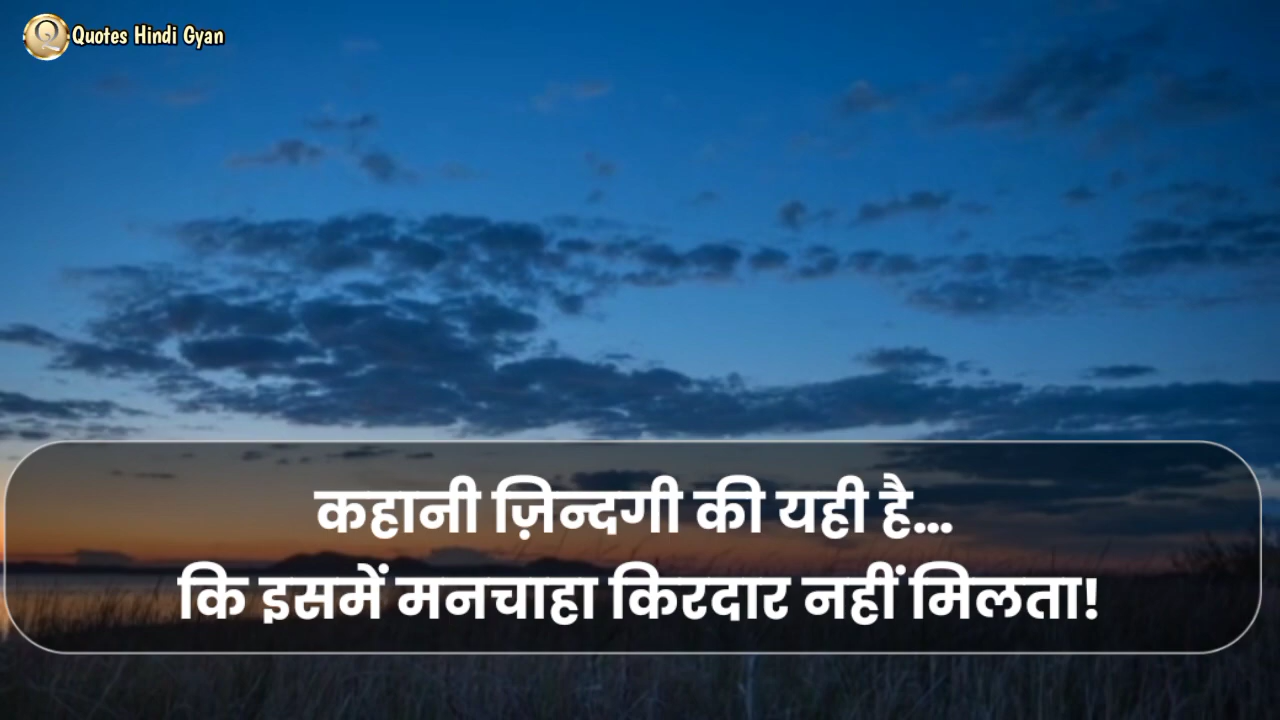 Quotes Hindi Gyan
कहानी ज़िन्दगी की यही है...
कि इसमें मनचाहा किरदार नहीं मिलता!